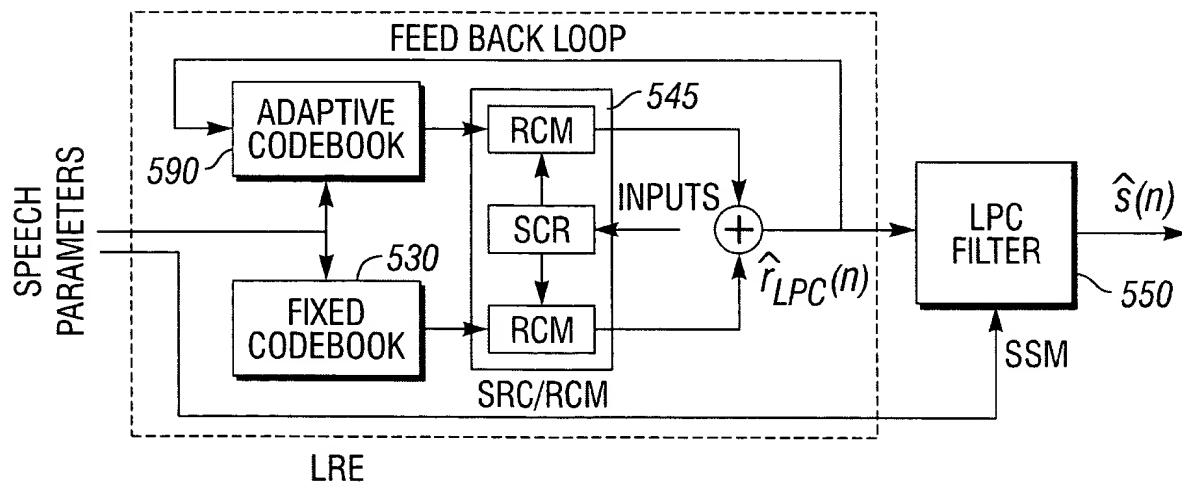 FEED BACK LOOP
545
ADAPTIVE
CODEBOOK
590
RCM
SPEECH
PARAMETERS
INPUTS
SCR
+
r̂LPC(n)
LPC
FILTER
ŝ(n)
550
530
FIXED
CODEBOOK
RCM
SSM
SRC/RCM
LRE